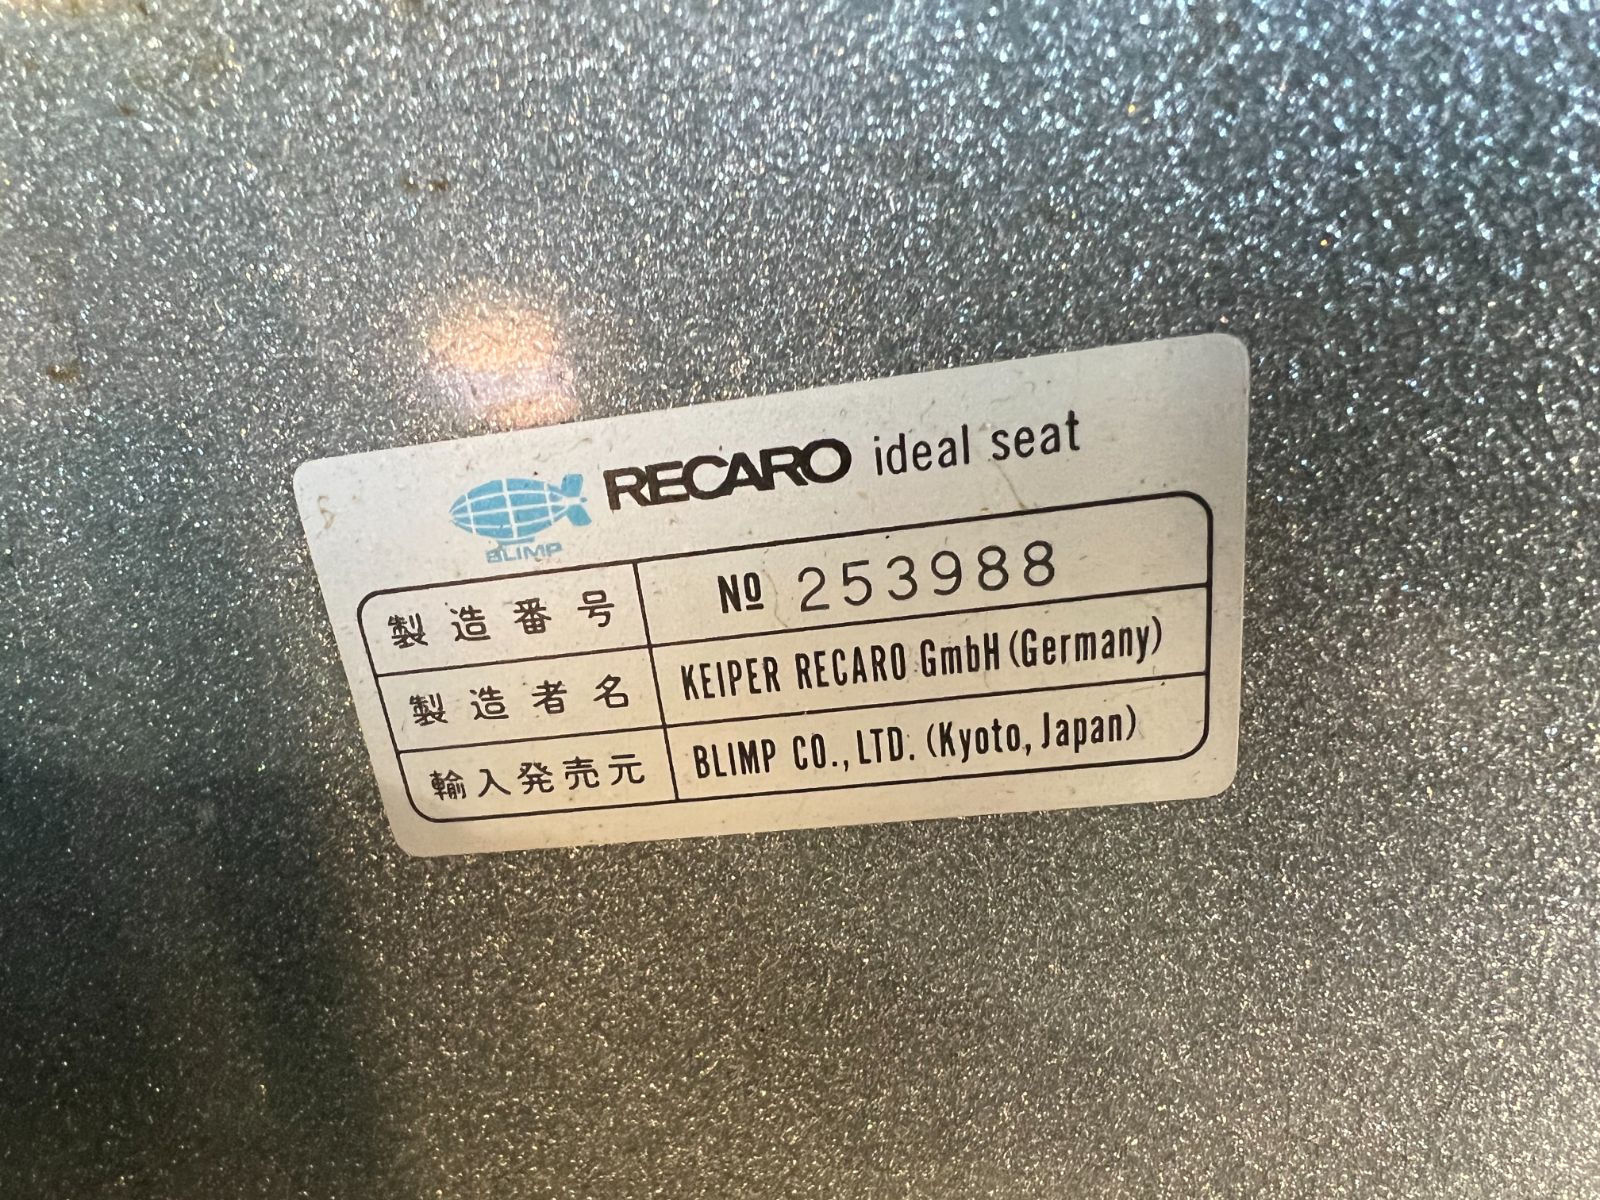 RECARO ideal seat
BLIMP
製造番号 Nº 253988
製造者名 KEIPER RECARO GmbH (Germany)
輸入発売元 BLIMP CO., LTD. (Kyoto, Japan)